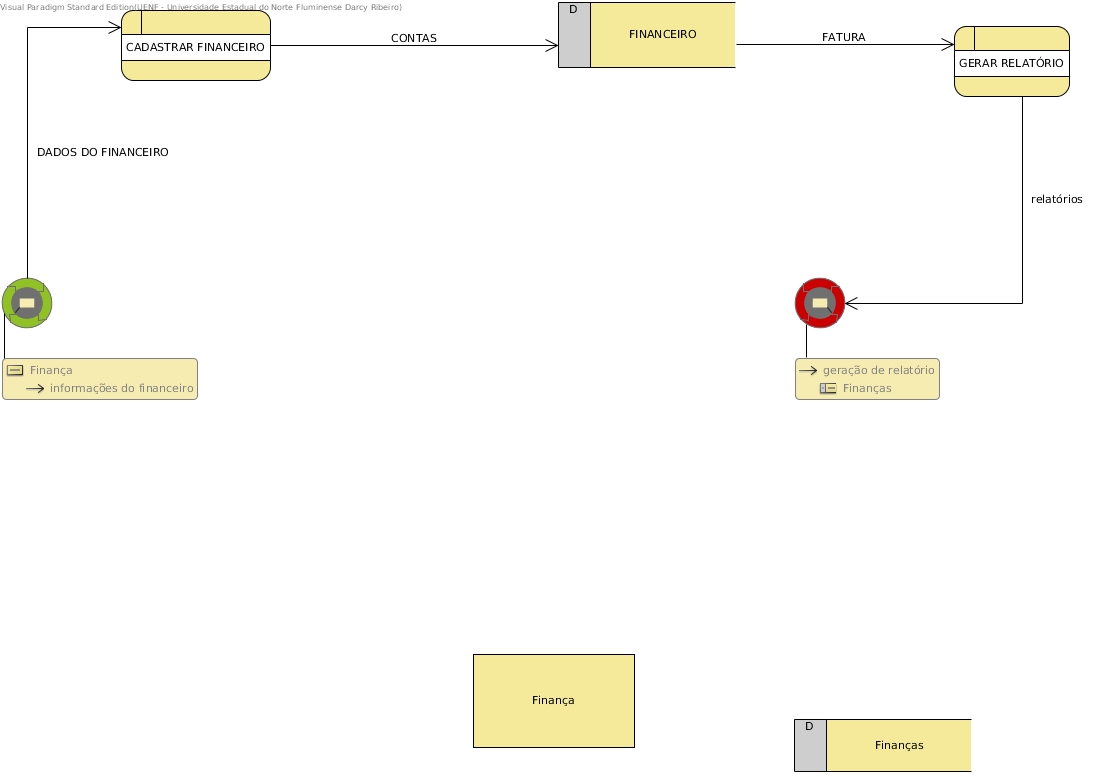 Visual Paradigm Standard Edition(UENF - Universidade Estadual do Norte Fluminense Darcy Ribeiro)
D
CADASTRAR FINANCEIRO
CONTAS
FINANCEIRO
FATURA
GERAR RELATÓRIO
DADOS DO FINANCEIRO
relatórios
Finança
informações do financeiro
geração de relatório
Finanças
Finança
D
Finanças